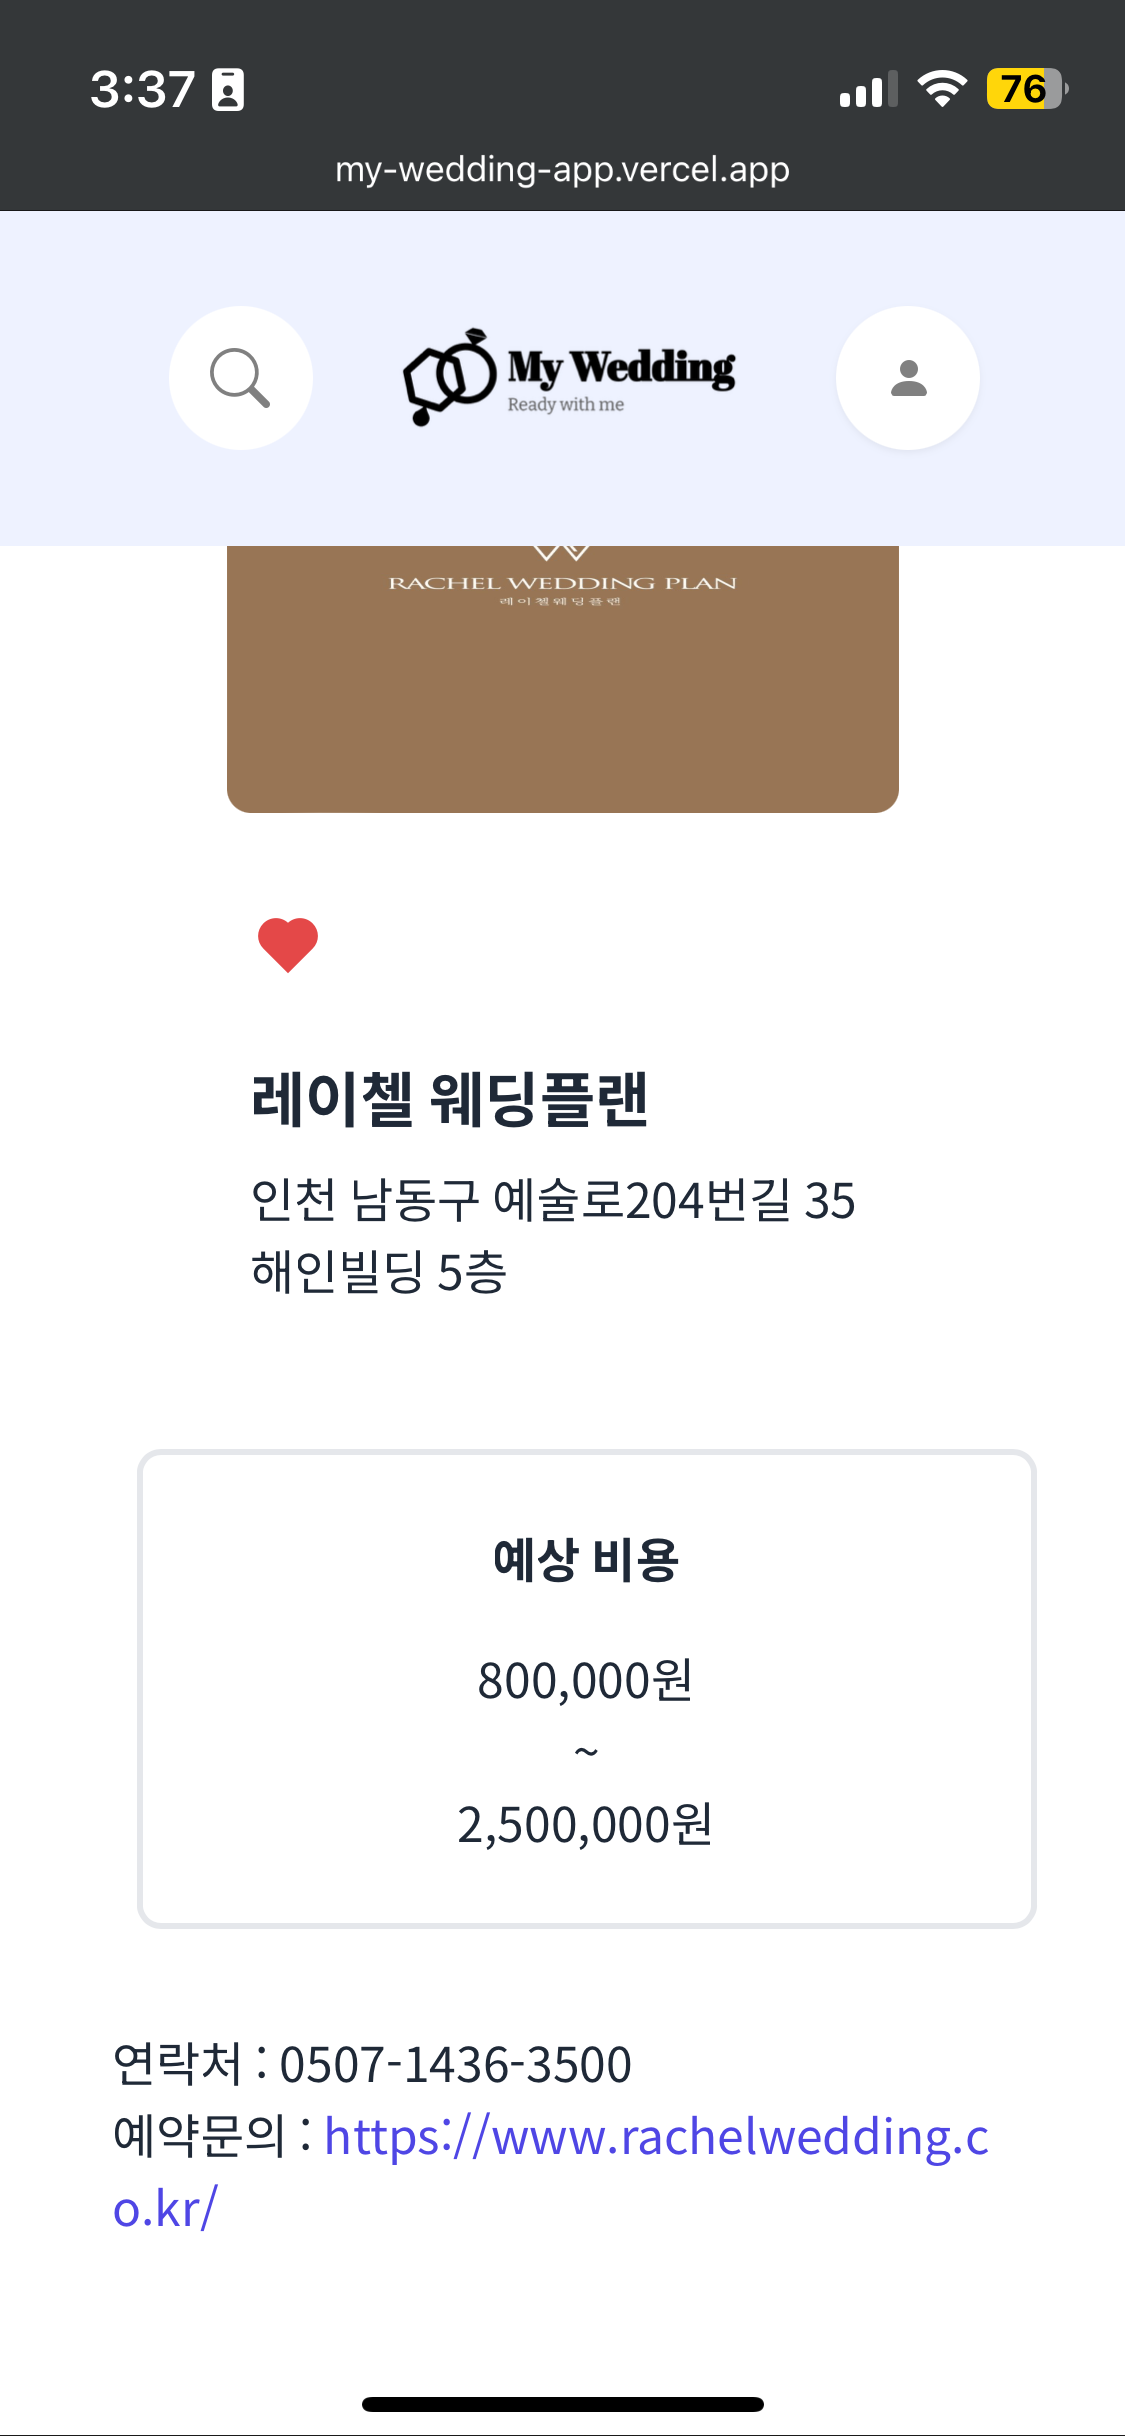 3:37
76
my-wedding-app.vercel.app
My Wedding
Ready with me
RACHEL WEDDING PLAN
레이첼웨딩플랜
레이첼 웨딩플랜
인천 남동구 예술로204번길 35
해인빌딩 5층
예상 비용
800,000원
~
2,500,000원
연락처 : 0507-1436-3500
예약문의 : https://www.rachelwedding.c
o.kr/